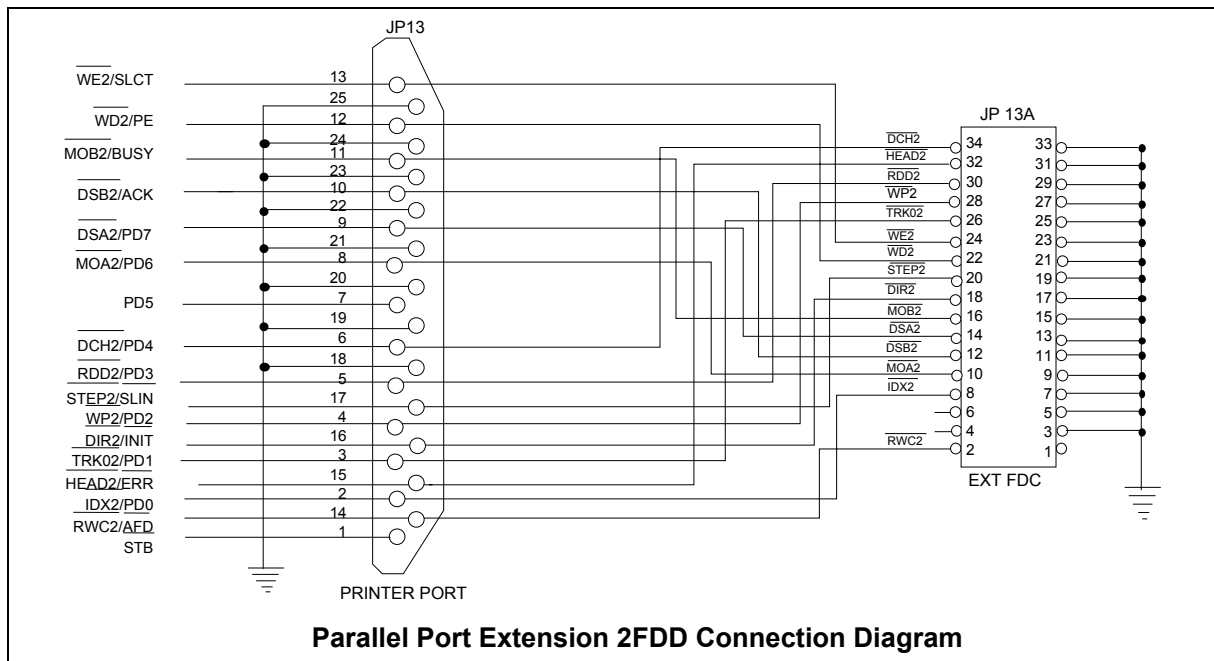 JP13
WE2/SLCT
WD2/PE
MOB2/BUSY
DSB2/ACK
DSA2/PD7
MOA2/PD6
PD5
DCH2/PD4
RDD2/PD3
STEP2/SLIN
WP2/PD2
DIR2/INIT
TRK02/PD1
HEAD2/ERR
IDX2/PD0
RWC2/AFD
STB
13
25
12
24
11
23
10
22
9
21
8
20
7
19
6
18
5
17
4
16
3
15
2
14
1
PRINTER PORT
JP 13A
DCH2
HEAD2
RDD2
WP2
TRK02
WE2
WD2
STEP2
DIR2
MOB2
DSA2
DSB2
MOA2
IDX2
RWC2
34 33
32 31
30 29
28 27
26 25
24 23
22 21
20 19
18 17
16 15
14 13
12 11
10 9
8 7
6 5
4 3
2 1
EXT FDC
Parallel Port Extension 2FDD Connection Diagram